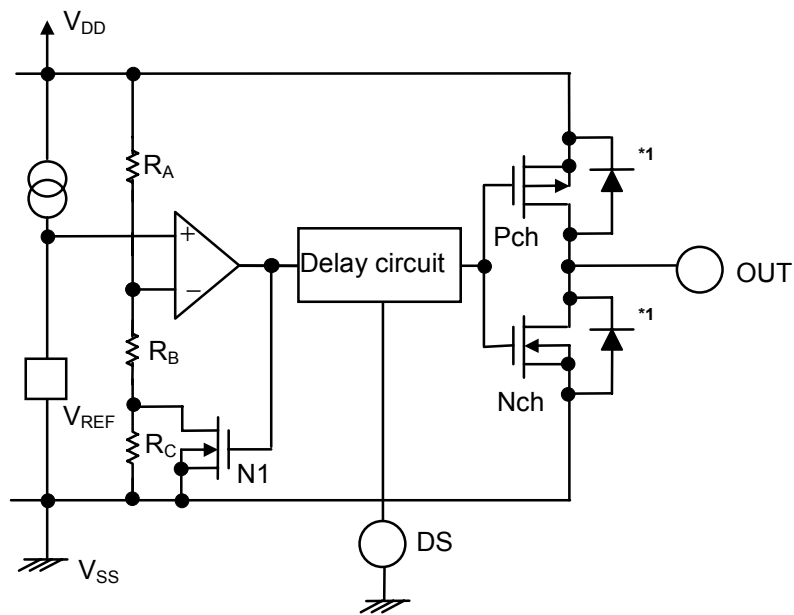 VDD
RA
*1
+
Pch
Delay circuit
OUT
−
*1
RB
Nch
VREF
RC
N1
DS
VSS